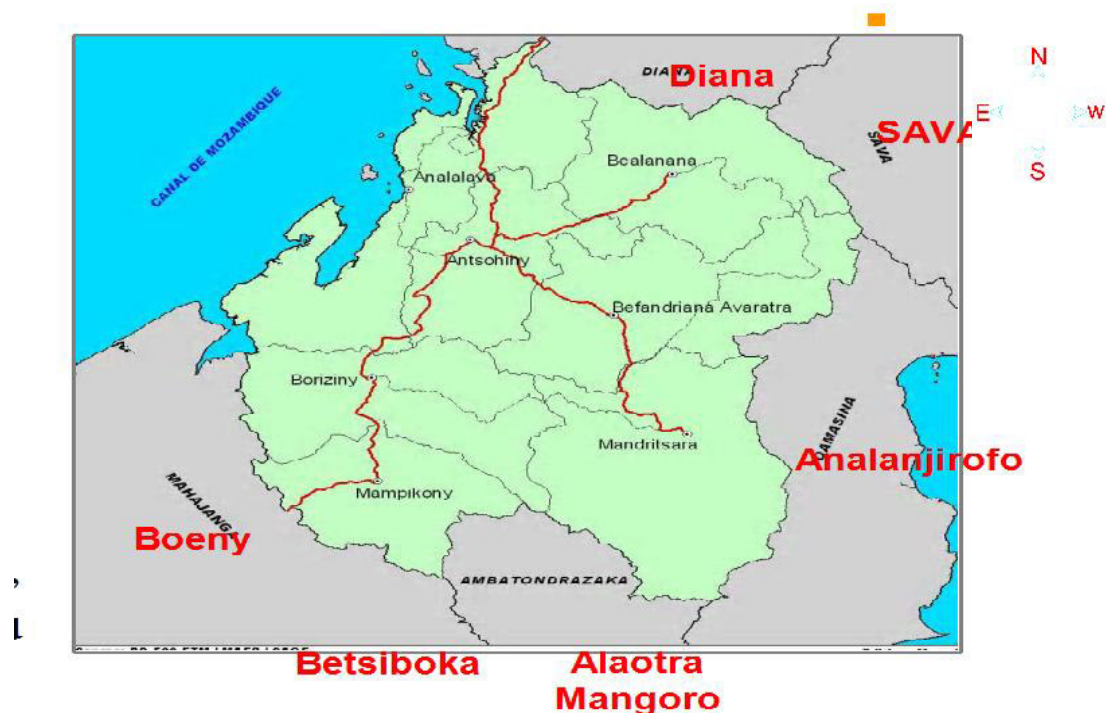 N
DIANA
Diana
CANAL DE MOZAMBIQUE
E
W
SAVA
SAVA
S
Analalava
Bealanana
Antsohihy
Befandriana Avaratra
Boriziny
Mandritsara
DAMASINA
Analanjirofo
Mampikony
MAHAJANGA
Boeny
AMBATONDRAZAKA
Betsiboka
Alaotra
Mangoro